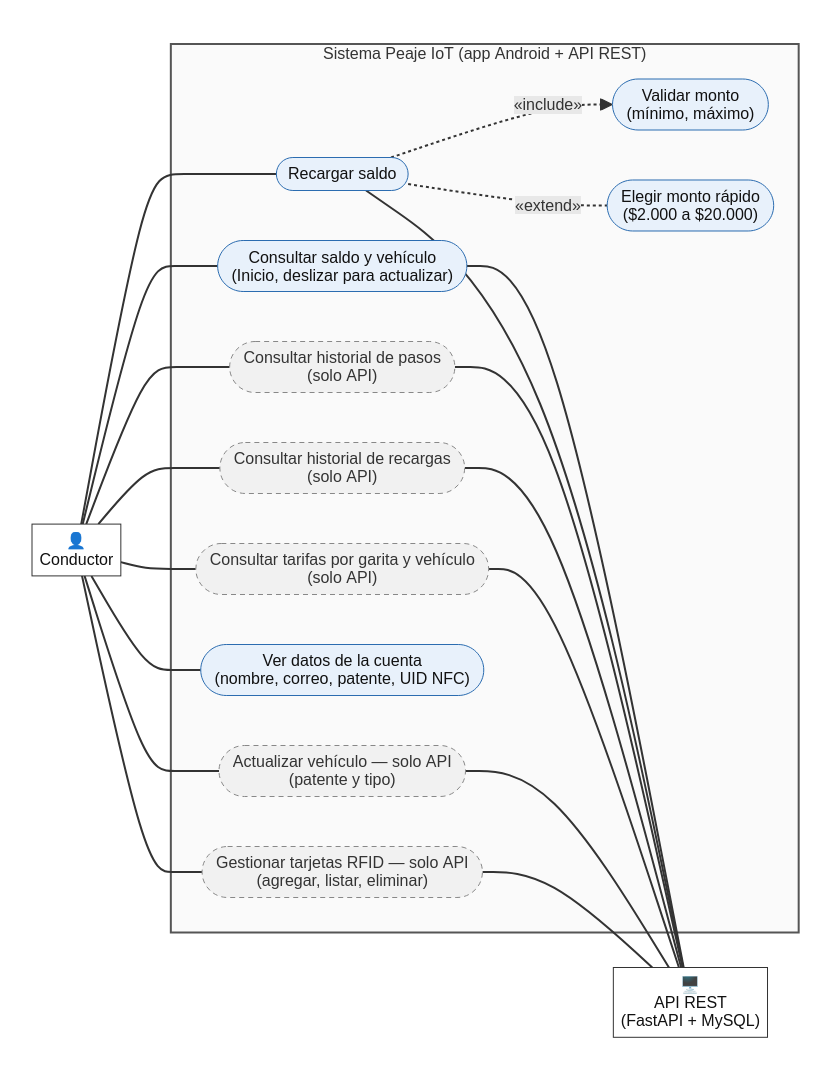 Sistema Peaje IoT (app Android + API REST)
«include»
Validar monto
(mínimo, máximo)
Recargar saldo
«extend»
Elegir monto rápido
($2.000 a $20.000)
Consultar saldo y vehículo
(Inicio, deslizar para actualizar)
Consultar historial de pasos
(solo API)
Consultar historial de recargas
(solo API)
Conductor
Consultar tarifas por garita y vehículo
(solo API)
Ver datos de la cuenta
(nombre, correo, patente, UID NFC)
Actualizar vehículo — solo API
(patente y tipo)
Gestionar tarjetas RFID — solo API
(agregar, listar, eliminar)
API REST
(FastAPI + MySQL)